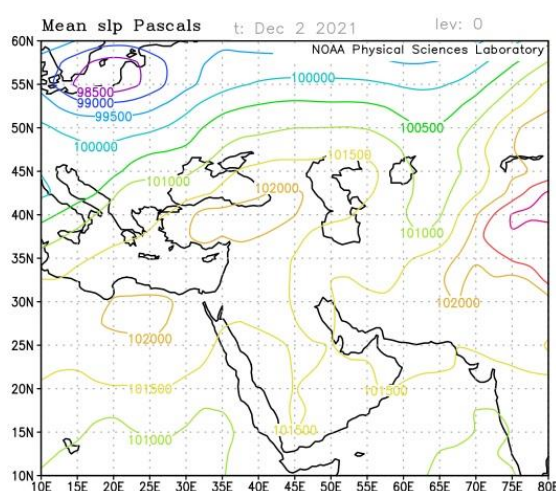 Mean slp Pascals t: Dec 2 2021 lev: 0
NOAA Physical Sciences Laboratory
60N
55N
50N
45N
40N
35N
30N
25N
20N
15N
10N
98500
99000
99500
100000
100000
100500
101000
101500
102000
101000
102000
102000
101500
101500
101500
101000
10E 15E 20E 25E 30E 35E 40E 45E 50E 55E 60E 65E 70E 75E 80E